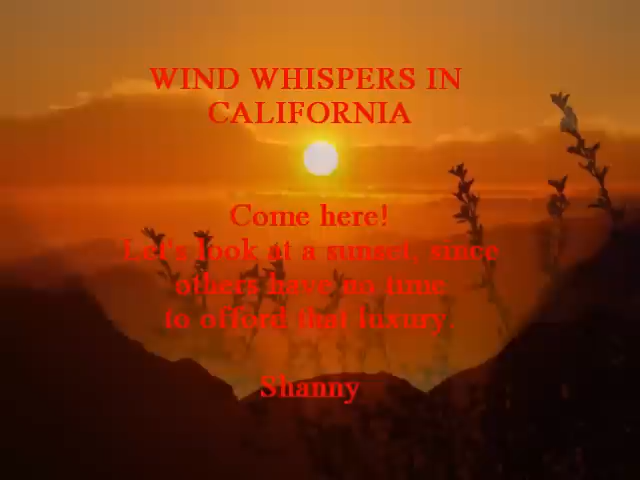 WIND WHISPERS IN
CALIFORNIA
Come here!
Let's look at a sunset, since
others have no time
to offord that luxury.
Shanny